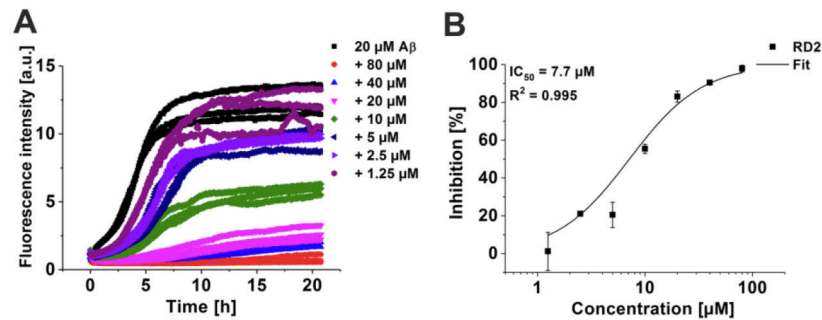 A
Fluorescence intensity [a.u.]
15
10
5
0
0
5
10
15
20
Time [h]
20 µM Aβ
+ 80 µM
+ 40 µM
+ 20 µM
+ 10 µM
+ 5 µM
+ 2.5 µM
+ 1.25 µM
B
Inhibition [%]
100
80
60
40
20
0
1
10
100
Concentration [µM]
IC50 = 7.7 µM
R² = 0.995
RD2
Fit